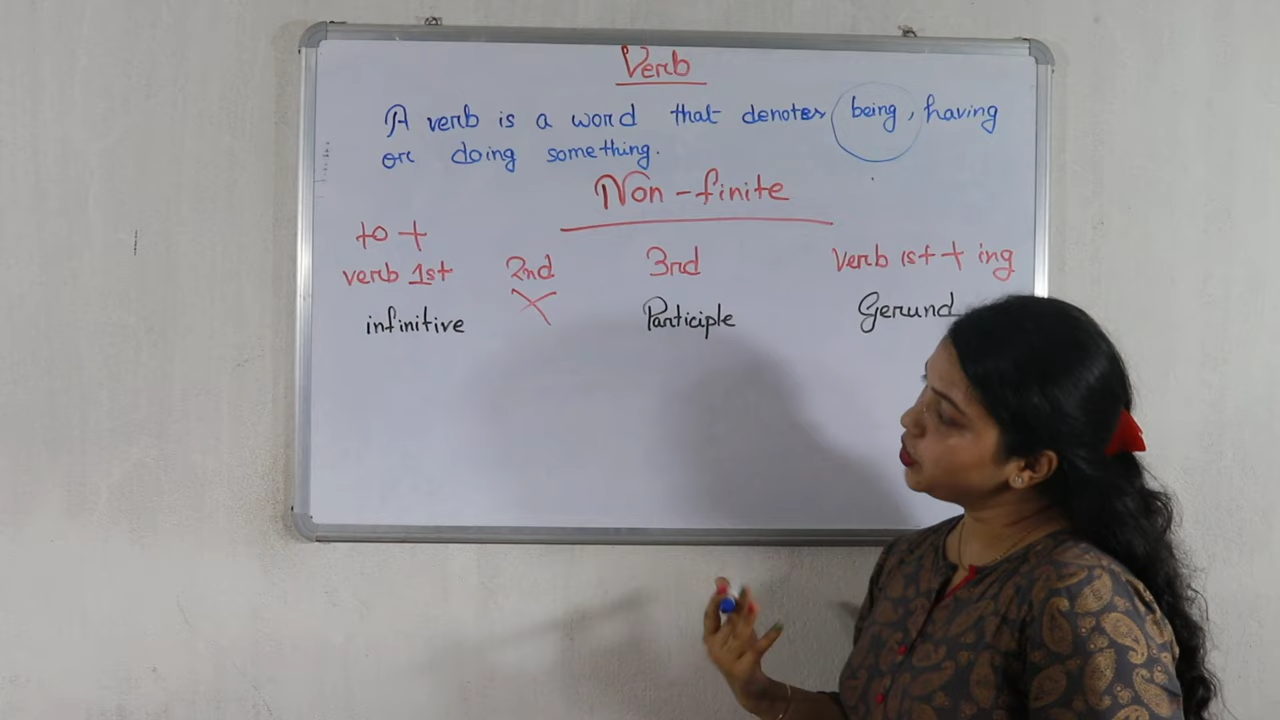 Verb
A verb is a word that denotes being, having
or doing something.
Non-finite
to +
verb 1st 2nd 3rd verb 1st + ing
infinitive X Participle Gerund